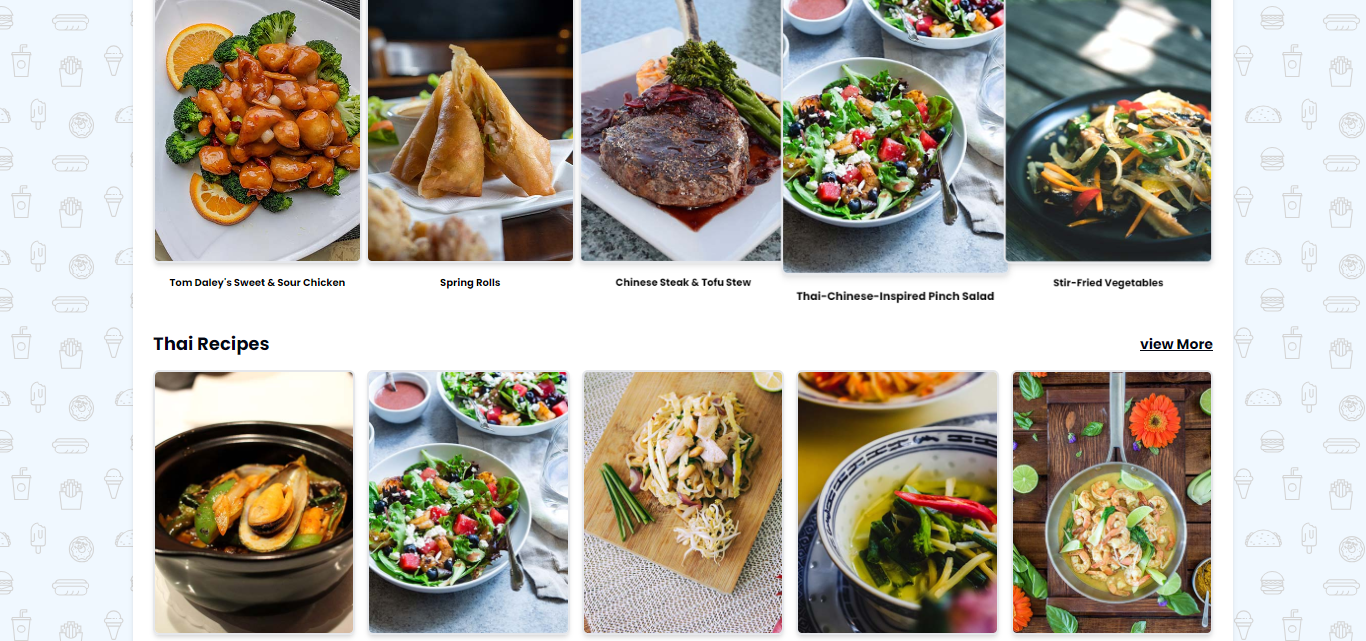 Tom Daley's Sweet & Sour Chicken
Spring Rolls
Chinese Steak & Tofu Stew
Thai-Chinese-Inspired Pinch Salad
Stir-Fried Vegetables
Thai Recipes
view More